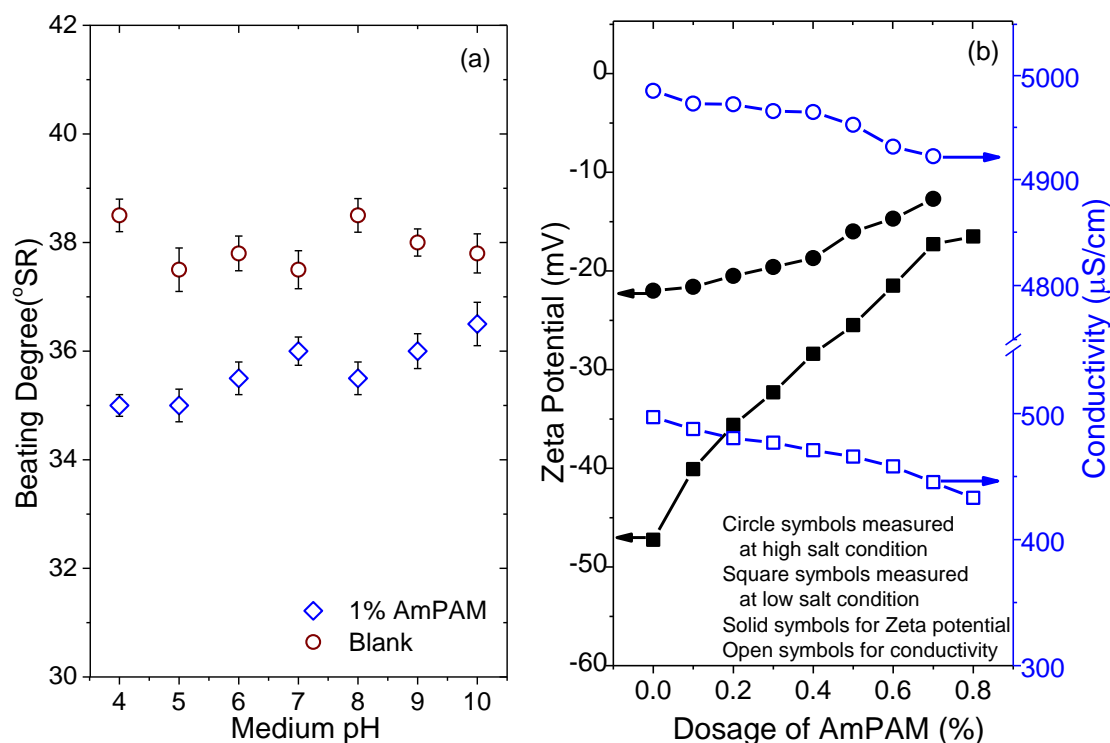 42
40
38
36
34
32
30
Beating Degree(°SR)
(a)
1% AmPAM
Blank
4 5 6 7 8 9 10
Medium pH
0
-10
-20
-30
-40
-50
-60
Zeta Potential (mV)
(b)
Circle symbols measured
at high salt condition
Square symbols measured
at low salt condition
Solid symbols for Zeta potential
Open symbols for conductivity
0.0 0.2 0.4 0.6 0.8
Dosage of AmPAM (%)
5000
4900
4800
500
400
300
Conductivity (μS/cm)